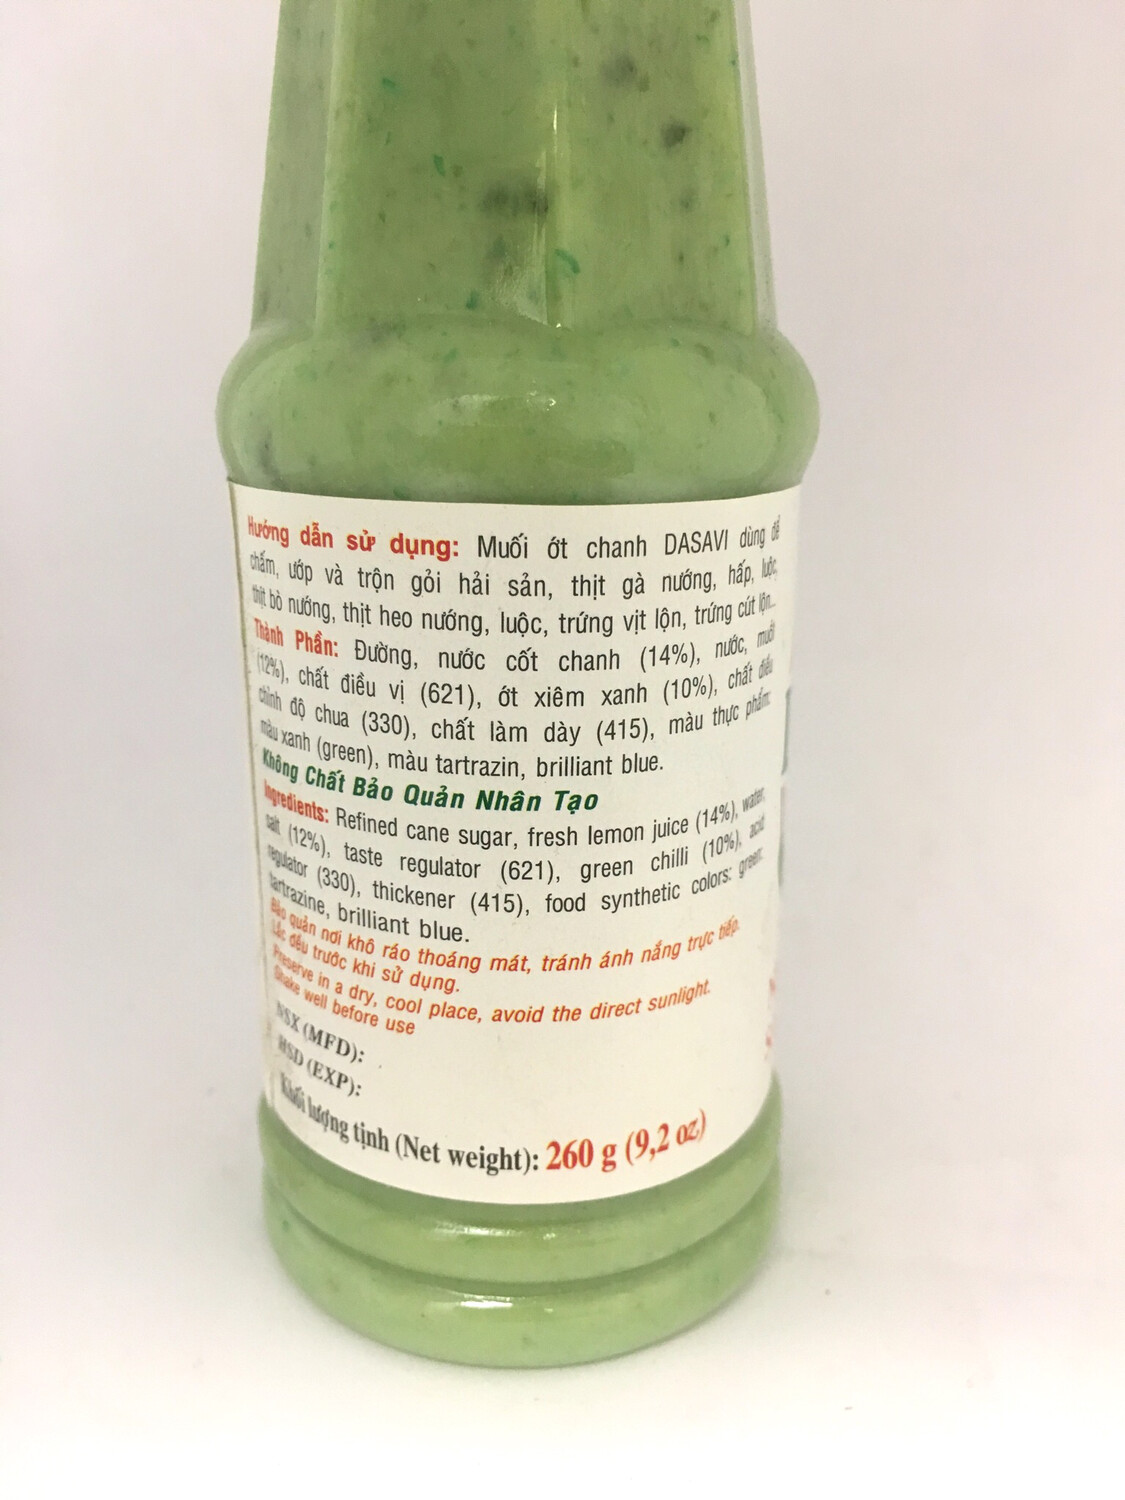 Hướng dẫn sử dụng: Muối ớt chanh DASAVI dùng để
chấm, ướp và trộn gỏi hải sản, thịt gà nướng, hấp, luộc,
thịt bò nướng, thịt heo nướng, luộc, trứng vịt lộn, trứng cút lộn...
Thành Phần: Đường, nước cốt chanh (14%), nước, muối
(12%), chất điều vị (621), ớt xiêm xanh (10%), chất điều
chỉnh độ chua (330), chất làm dày (415), màu thực phẩm:
màu xanh (green), màu tartrazin, brilliant blue.
Không Chất Bảo Quản Nhân Tạo
Ingredients: Refined cane sugar, fresh lemon juice (14%), water,
salt (12%), taste regulator (621), green chilli (10%), acid
regulator (330), thickener (415), food synthetic colors: green:
tartrazine, brilliant blue.
Bảo quản nơi khô ráo thoáng mát, tránh ánh nắng trực tiếp.
Lắc đều trước khi sử dụng.
Preserve in a dry, cool place, avoid the direct sunlight.
Shake well before use
NSX (MFD):
HSD (EXP):
Khối lượng tịnh (Net weight): 260 g (9,2 oz)